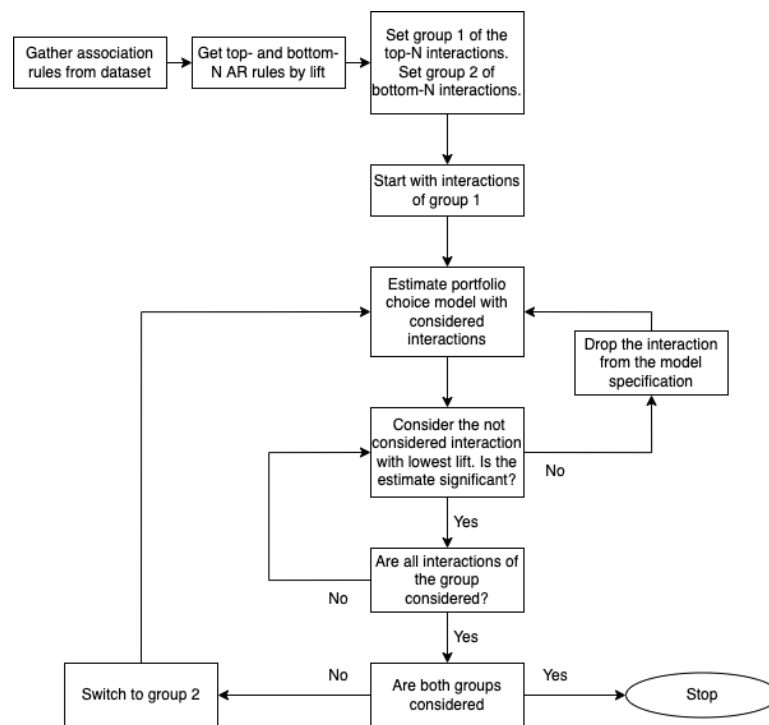 Gather association
rules from dataset
Get top- and bottom-
N AR rules by lift
Set group 1 of the
top-N interactions.
Set group 2 of
bottom-N interactions.
Start with interactions
of group 1
Estimate portfolio
choice model with
considered
interactions
Drop the interaction
from the model
specification
Consider the not
considered interaction
with lowest lift. Is the
estimate significant?
No
Yes
Are all interactions of
the group
considered?
No
Yes
Switch to group 2
No
Are both groups
considered
Yes
Stop